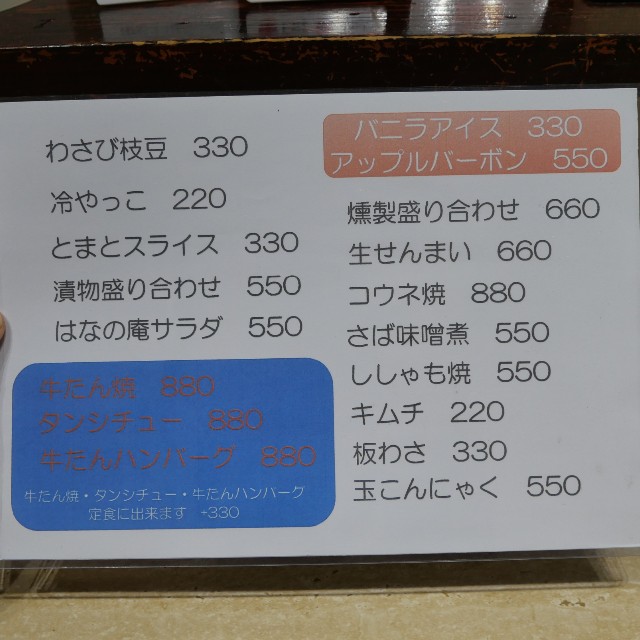 わさび枝豆 330
冷やっこ 220
とまとスライス 330
漬物盛り合わせ 550
はなの庵サラダ 550
牛たん焼 880
タンシチュー 880
牛たんハンバーグ 880
牛たん焼・タンシチュー・牛たんハンバーグ
定食に出来ます +330
バニラアイス 330
アップルバーボン 550
燻製盛り合わせ 660
生せんまい 660
コウネ焼 880
さば味噌煮 550
ししゃも焼 550
キムチ 220
板わさ 330
玉こんにゃく 550